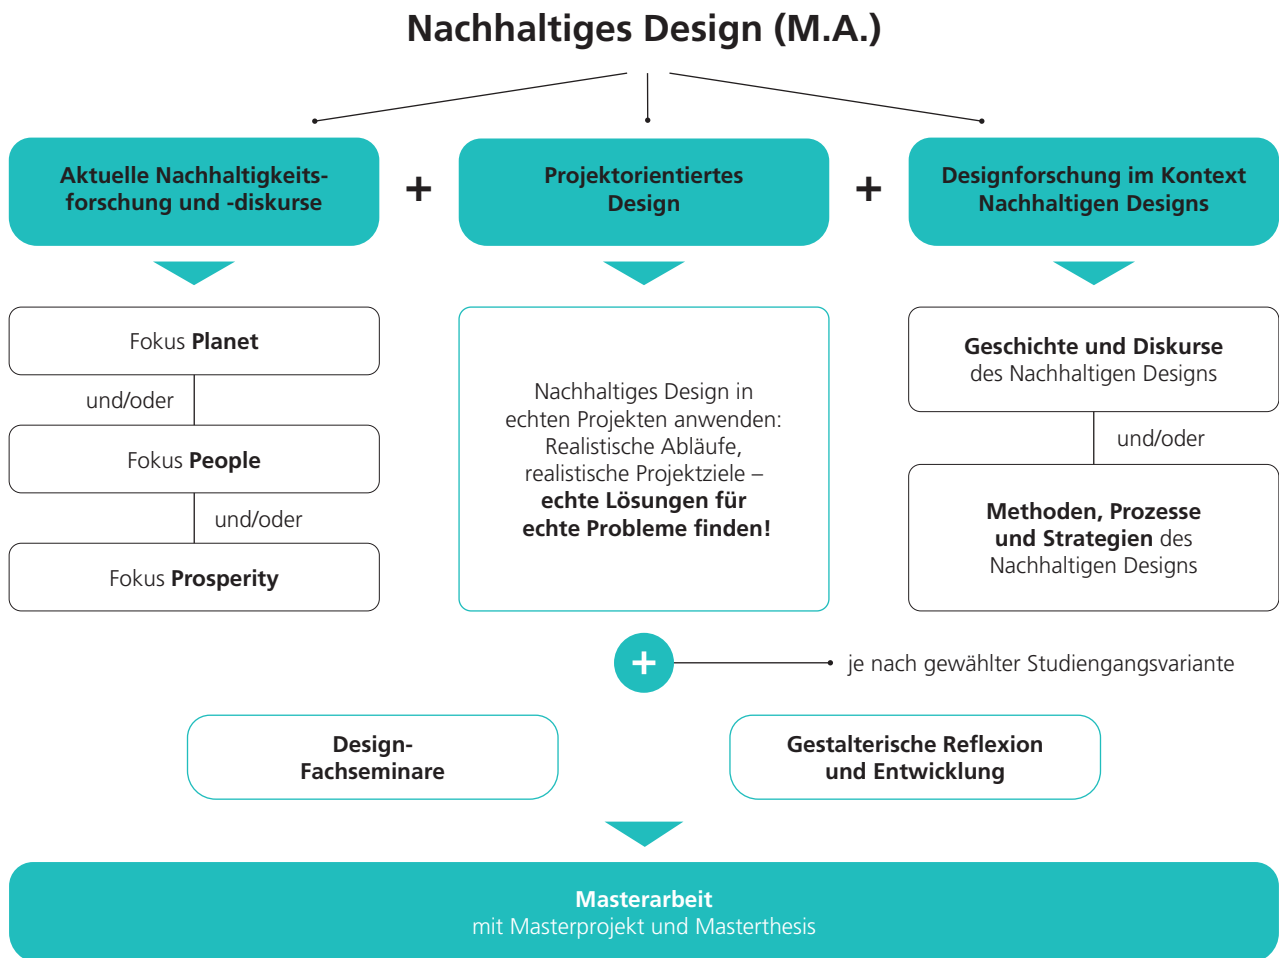 Nachhaltiges Design (M.A.)
Aktuelle Nachhaltigkeits-
forschung und -diskurse
+
Projektorientiertes
Design
+
Designforschung im Kontext
Nachhaltigen Designs
Fokus Planet
und/oder
Fokus People
und/oder
Fokus Prosperity
Nachhaltiges Design in
echten Projekten anwenden:
Realistische Abläufe,
realistische Projektziele –
echte Lösungen für
echte Probleme finden!
Geschichte und Diskurse
des Nachhaltigen Designs
und/oder
Methoden, Prozesse
und Strategien des
Nachhaltigen Designs
+
je nach gewählter Studiengangsvariante
Design-
Fachseminare
Gestalterische Reflexion
und Entwicklung
Masterarbeit
mit Masterprojekt und Masterthesis